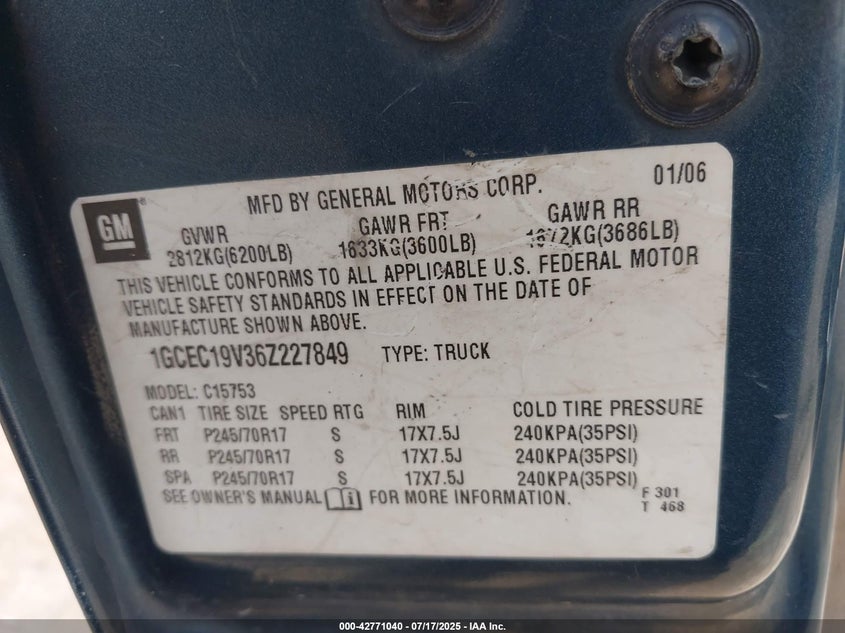 GM
MFD BY GENERAL MOTORS CORP. 01/06
GVWR GAWR FRT GAWR RR
2812KG(6200LB) 1633KG(3600LB) 1672KG(3686LB)
THIS VEHICLE CONFORMS TO ALL APPLICABLE U.S. FEDERAL MOTOR
VEHICLE SAFETY STANDARDS IN EFFECT ON THE DATE OF
MANUFACTURE SHOWN ABOVE.
1GCEC19V36Z227849 TYPE: TRUCK
MODEL: C15753
CAN1 TIRE SIZE SPEED RTG RIM COLD TIRE PRESSURE
FRT P245/70R17 S 17X7.5J 240KPA(35PSI)
RR P245/70R17 S 17X7.5J 240KPA(35PSI)
SPA P245/70R17 S 17X7.5J 240KPA(35PSI)
SEE OWNER'S MANUAL FOR MORE INFORMATION.
F 301
T 468
000-42771040 / 07/17/2025 - IAA Inc.